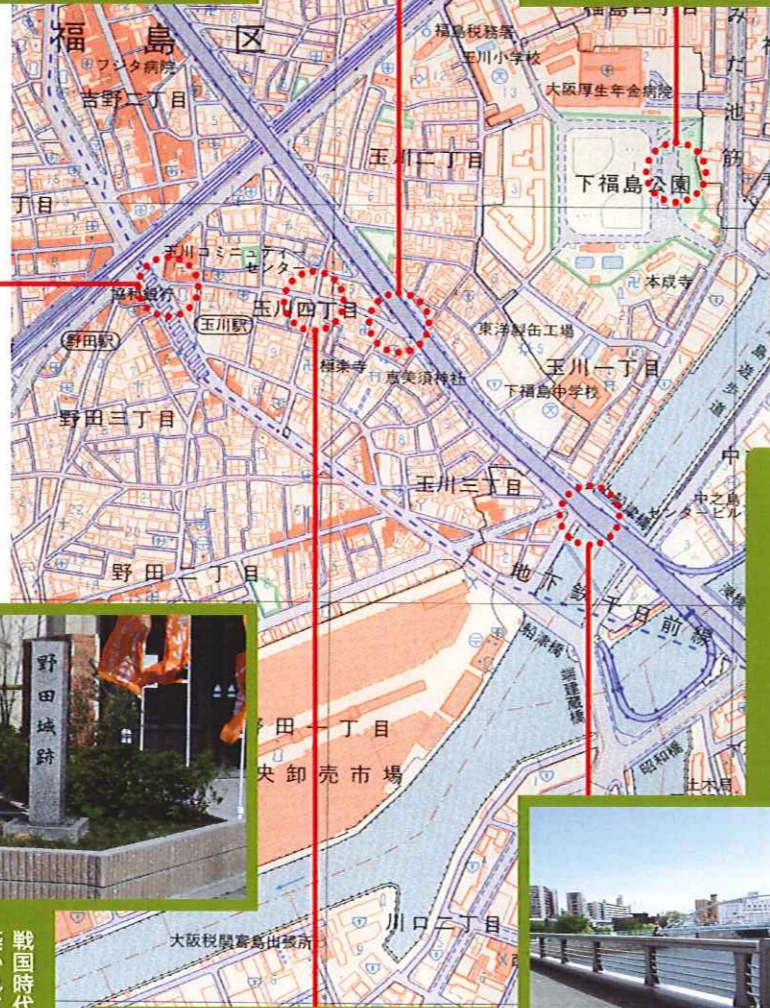 福島四丁目
福島区
福島税務署
玉川小学校
フジタ病院
吉野二丁目
大阪厚生年金病院
玉川二丁目
下福島公園
丁目
玉川コミュニティセンター
協和銀行
玉川四丁目
本成寺
野田駅
玉川駅
東洋製缶工場
極楽寺
恵美須神社
玉川一丁目
下福島中学校
野田三丁目
玉川三丁目
船津橋
中之島センタービル
野田二丁目
地下鉄千日前線
船津橋
端建蔵橋
野田城跡
野田一丁目
央卸売市場
昭和橋
土木局
川口二丁目
大阪税関富島出張所
戦国時代